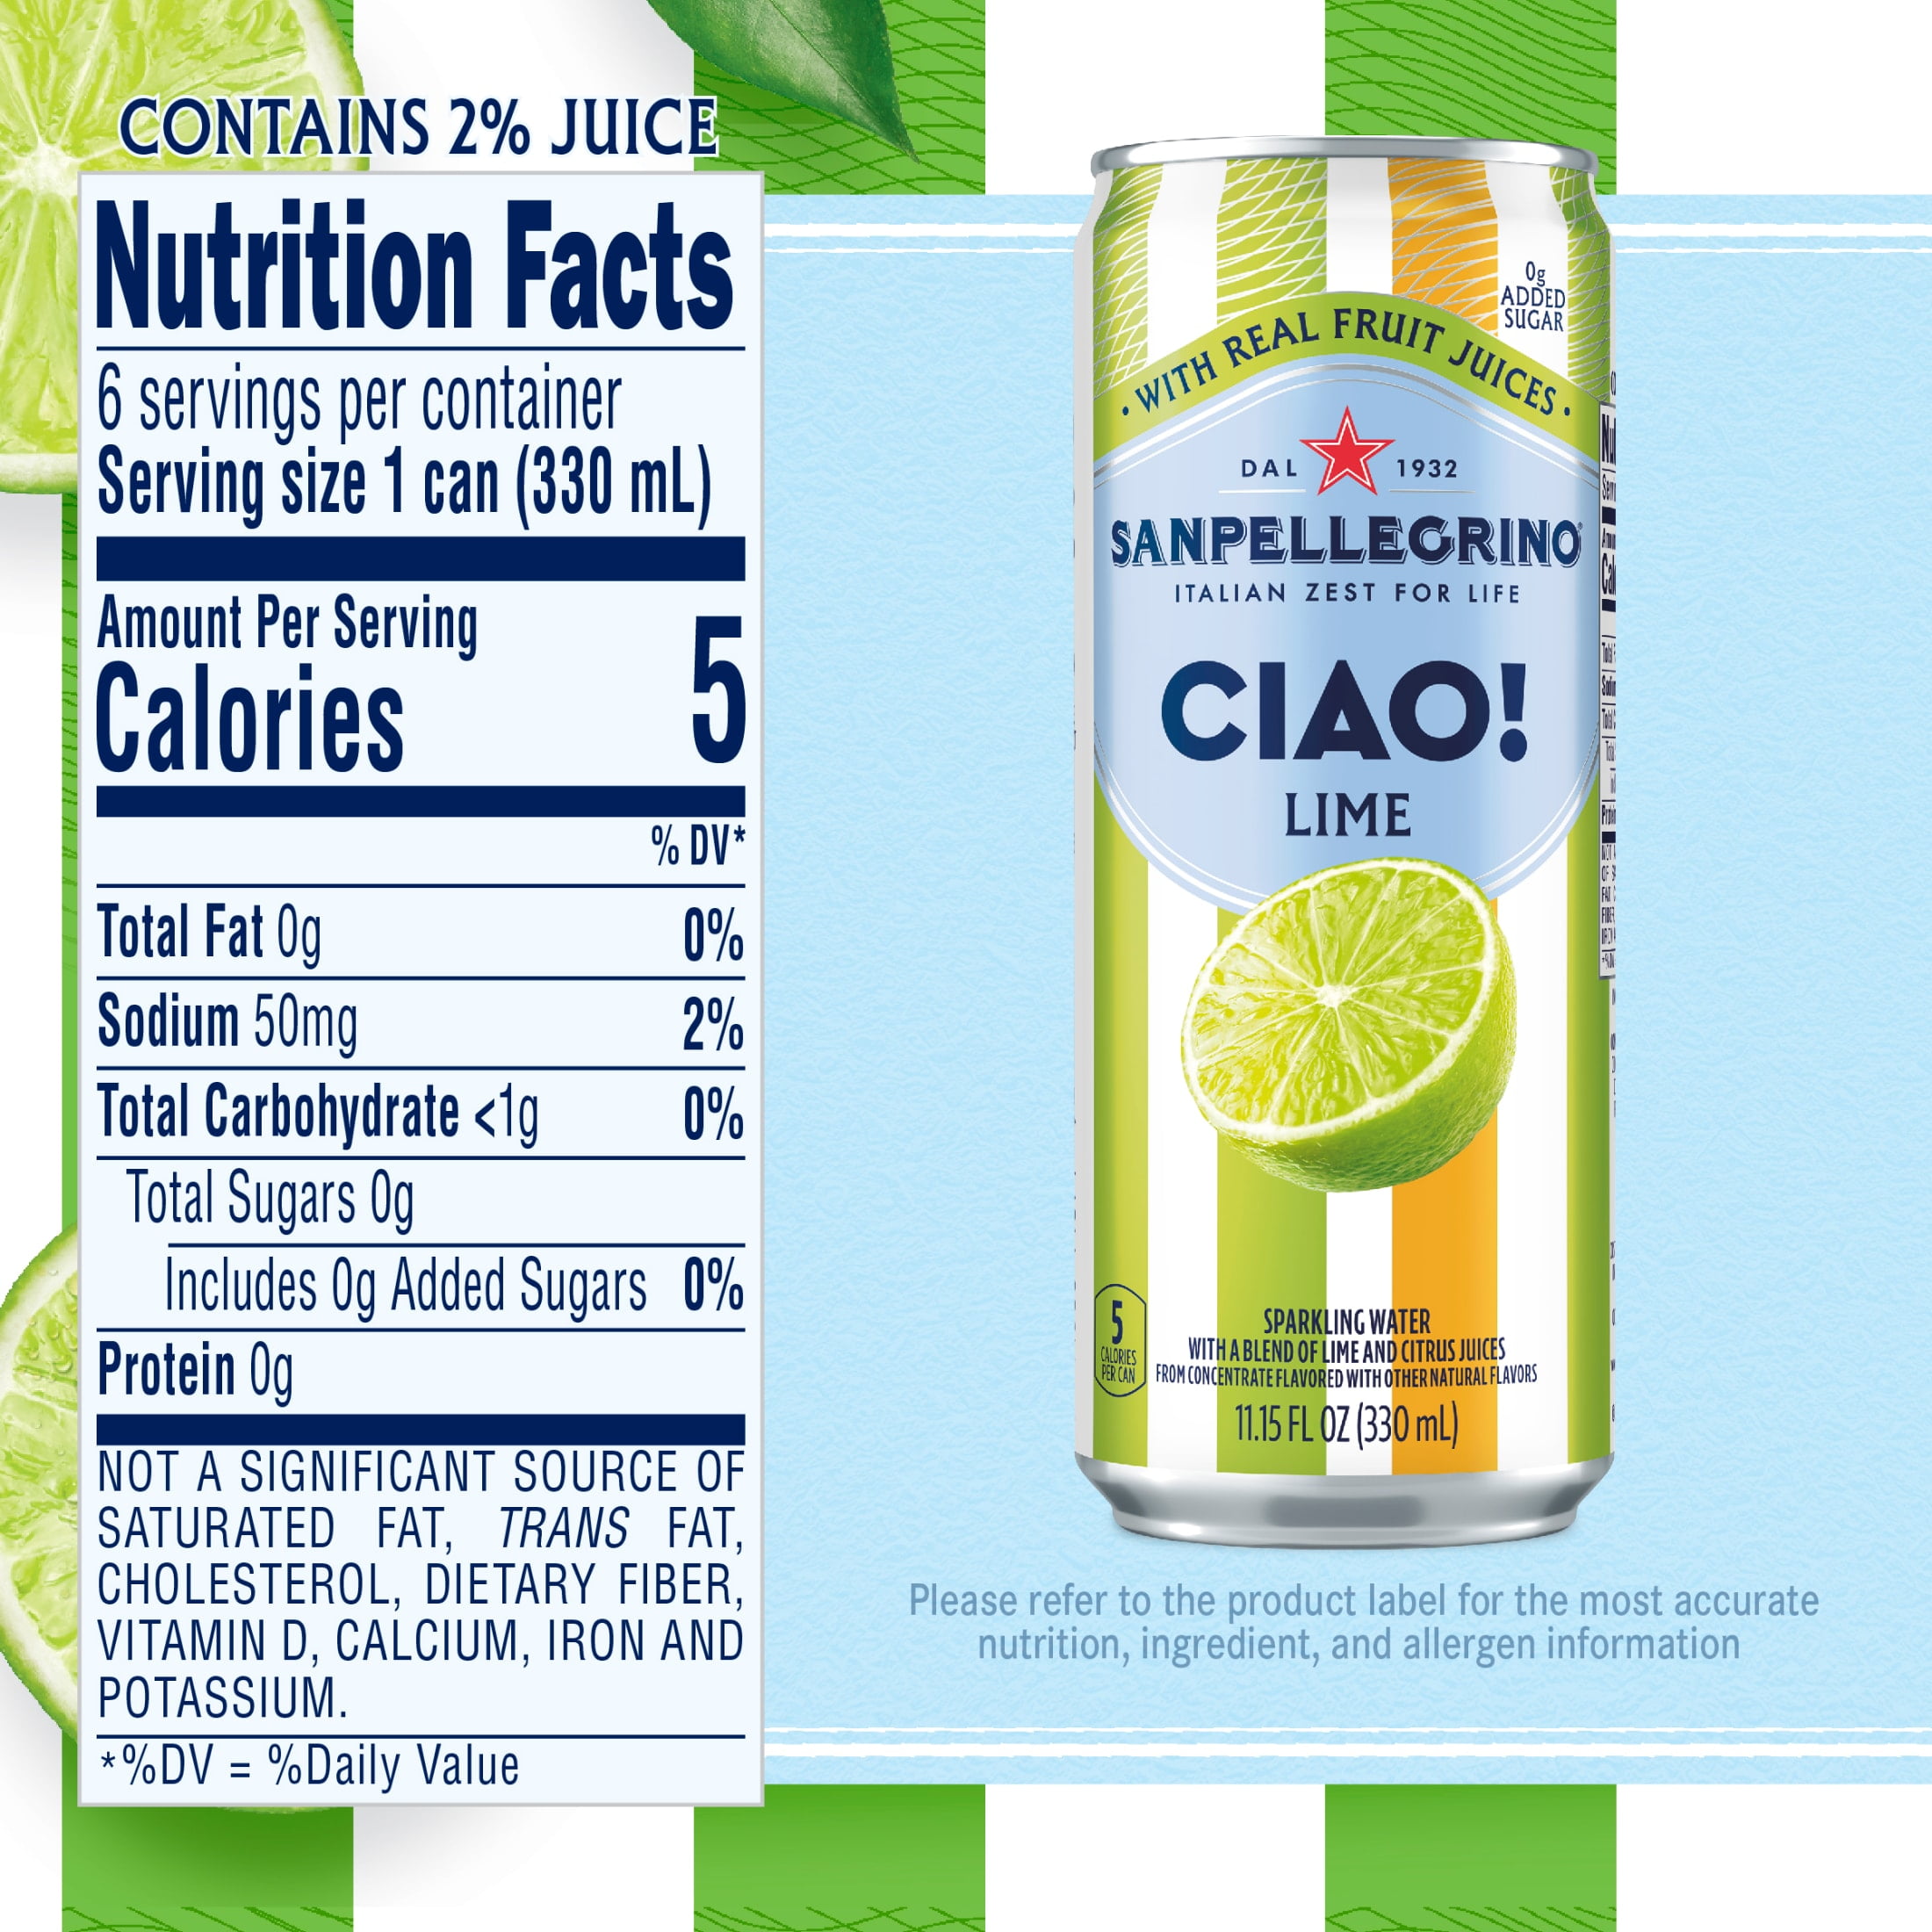 CONTAINS 2% JUICE
Nutrition Facts
6 servings per container
Serving size 1 can (330 mL)
Amount Per Serving
Calories 5
% DV*
Total Fat 0g 0%
Sodium 50mg 2%
Total Carbohydrate <1g 0%
Total Sugars 0g
Includes 0g Added Sugars 0%
Protein 0g
NOT A SIGNIFICANT SOURCE OF
SATURATED FAT, TRANS FAT,
CHOLESTEROL, DIETARY FIBER,
VITAMIN D, CALCIUM, IRON AND
POTASSIUM.
*%DV = %Daily Value
0g
ADDED
SUGAR
• WITH REAL FRUIT JUICES •
DAL 1932
SANPELLEGRINO®
ITALIAN ZEST FOR LIFE
CIAO!
LIME
5
CALORIES
PER CAN
SPARKLING WATER
WITH A BLEND OF LIME AND CITRUS JUICES
FROM CONCENTRATE FLAVORED WITH OTHER NATURAL FLAVORS
11.15 FL OZ (330 mL)
Please refer to the product label for the most accurate
nutrition, ingredient, and allergen information